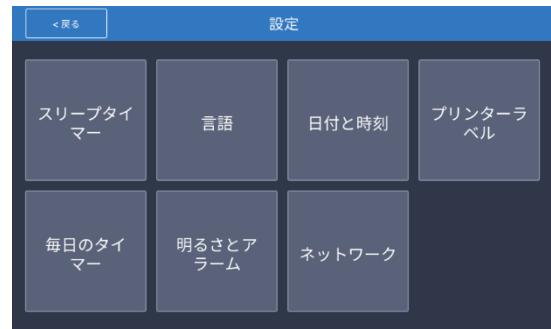 <戻る
設定
スリープタイ
マー
言語
日付と時刻
プリンターラ
ベル
毎日のタイ
マー
明るさとア
ラーム
ネットワーク